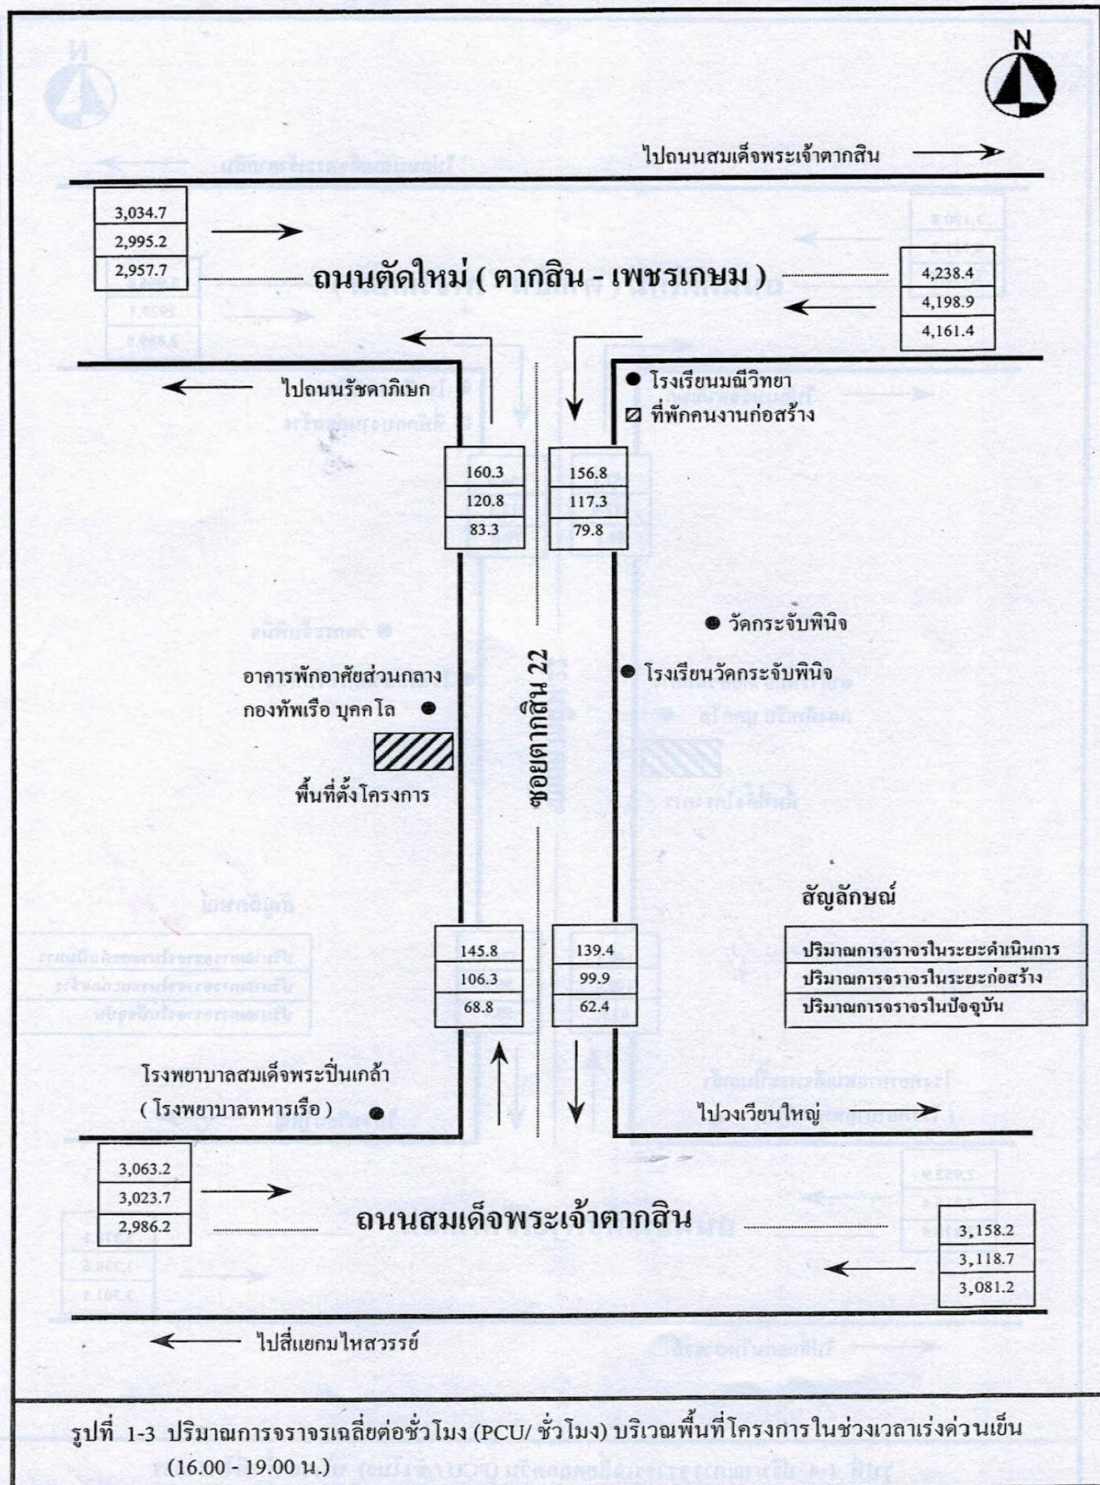 N
ไปถนนสมเด็จพระเจ้าตากสิน
3,034.7
2,995.2
2,957.7
ถนนตัดใหม่ ( ตากสิน - เพชรเกษม )
4,238.4
4,198.9
4,161.4
ไปถนนรัชดาภิเษก
โรงเรียนมณีวิทยา
ที่พักคนงานก่อสร้าง
160.3
120.8
83.3
156.8
117.3
79.8
วัดกระจับพินิจ
โรงเรียนวัดกระจับพินิจ
อาคารพักอาศัยส่วนกลาง
กองทัพเรือ บุคคโล
พื้นที่ตั้งโครงการ
ซอยตากสิน 22
สัญลักษณ์
ปริมาณการจราจรในระยะดำเนินการ
ปริมาณการจราจรในระยะก่อสร้าง
ปริมาณการจราจรในปัจจุบัน
145.8
106.3
68.8
139.4
99.9
62.4
โรงพยาบาลสมเด็จพระปิ่นเกล้า
( โรงพยาบาลทหารเรือ )
ไปวงเวียนใหญ่
3,063.2
3,023.7
2,986.2
ถนนสมเด็จพระเจ้าตากสิน
3,158.2
3,118.7
3,081.2
ไปสี่แยกมไหสวรรย์
รูปที่ 1-3 ปริมาณการจราจรเฉลี่ยต่อชั่วโมง (PCU/ ชั่วโมง) บริเวณพื้นที่โครงการในช่วงเวลาเร่งด่วนเย็น
(16.00 - 19.00 น.)